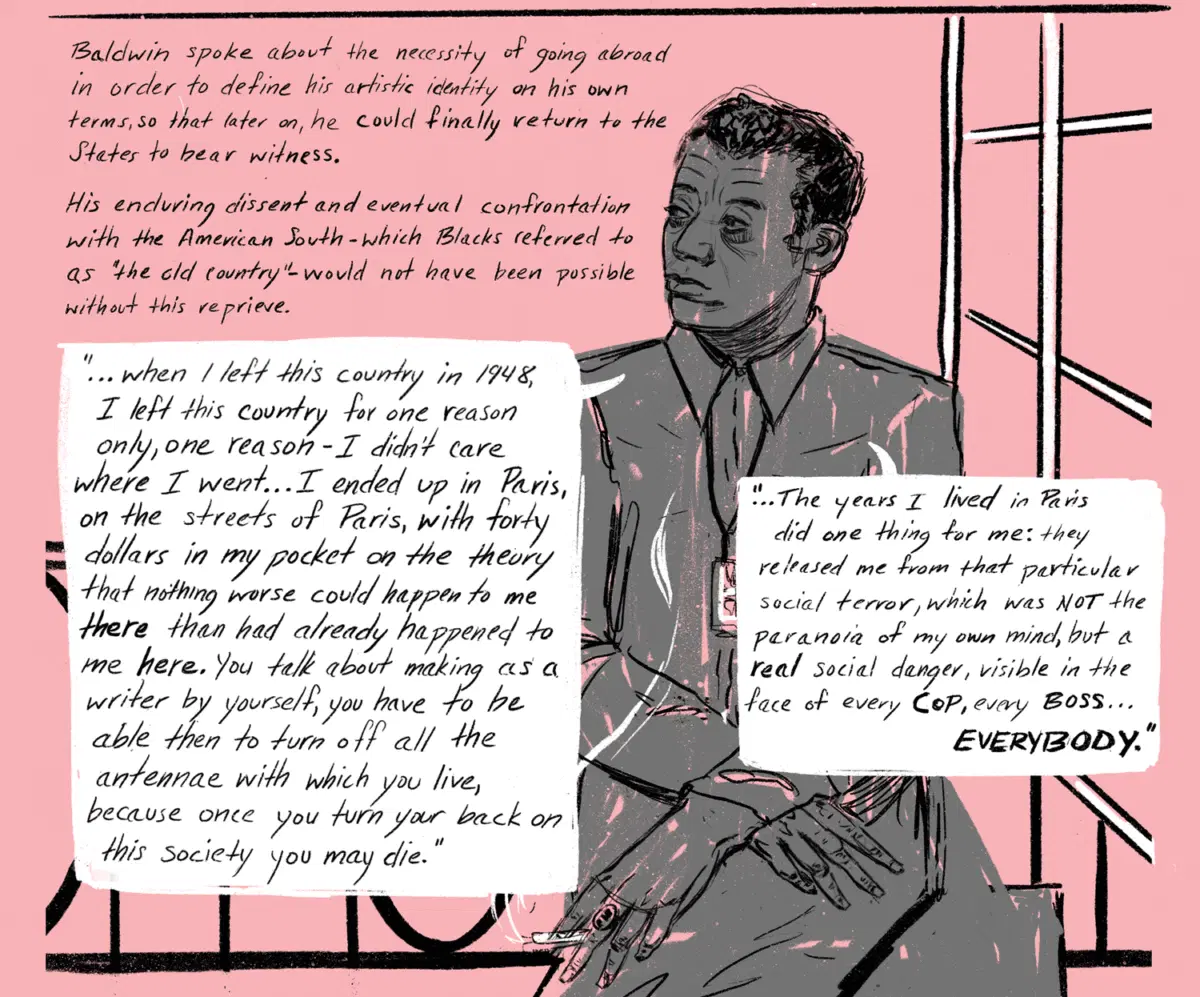 Baldwin spoke about the necessity of going abroad
in order to define his artistic identity on his own
terms, so that later on, he could finally return to the
States to bear witness.
His enduring dissent and eventual confrontation
with the American South-which Blacks referred to
as "the old country"-would not have been possible
without this reprieve.
"...when I left this country in 1948,
I left this country for one reason
only, one reason - I didn't care
where I went...I ended up in Paris,
on the streets of Paris, with forty
dollars in my pocket on the theory
that nothing worse could happen to me
there than had already happened to
me here. You talk about making as a
writer by yourself, you have to be
able then to turn off all the
antennae with which you live,
because once you turn your back on
this society you may die."
"...The years I lived in Paris
did one thing for me: they
released me from that particular
social terror, which was NOT the
paranoia of my own mind, but a
real social danger, visible in the
face of every COP, every BOSS...
EVERYBODY."